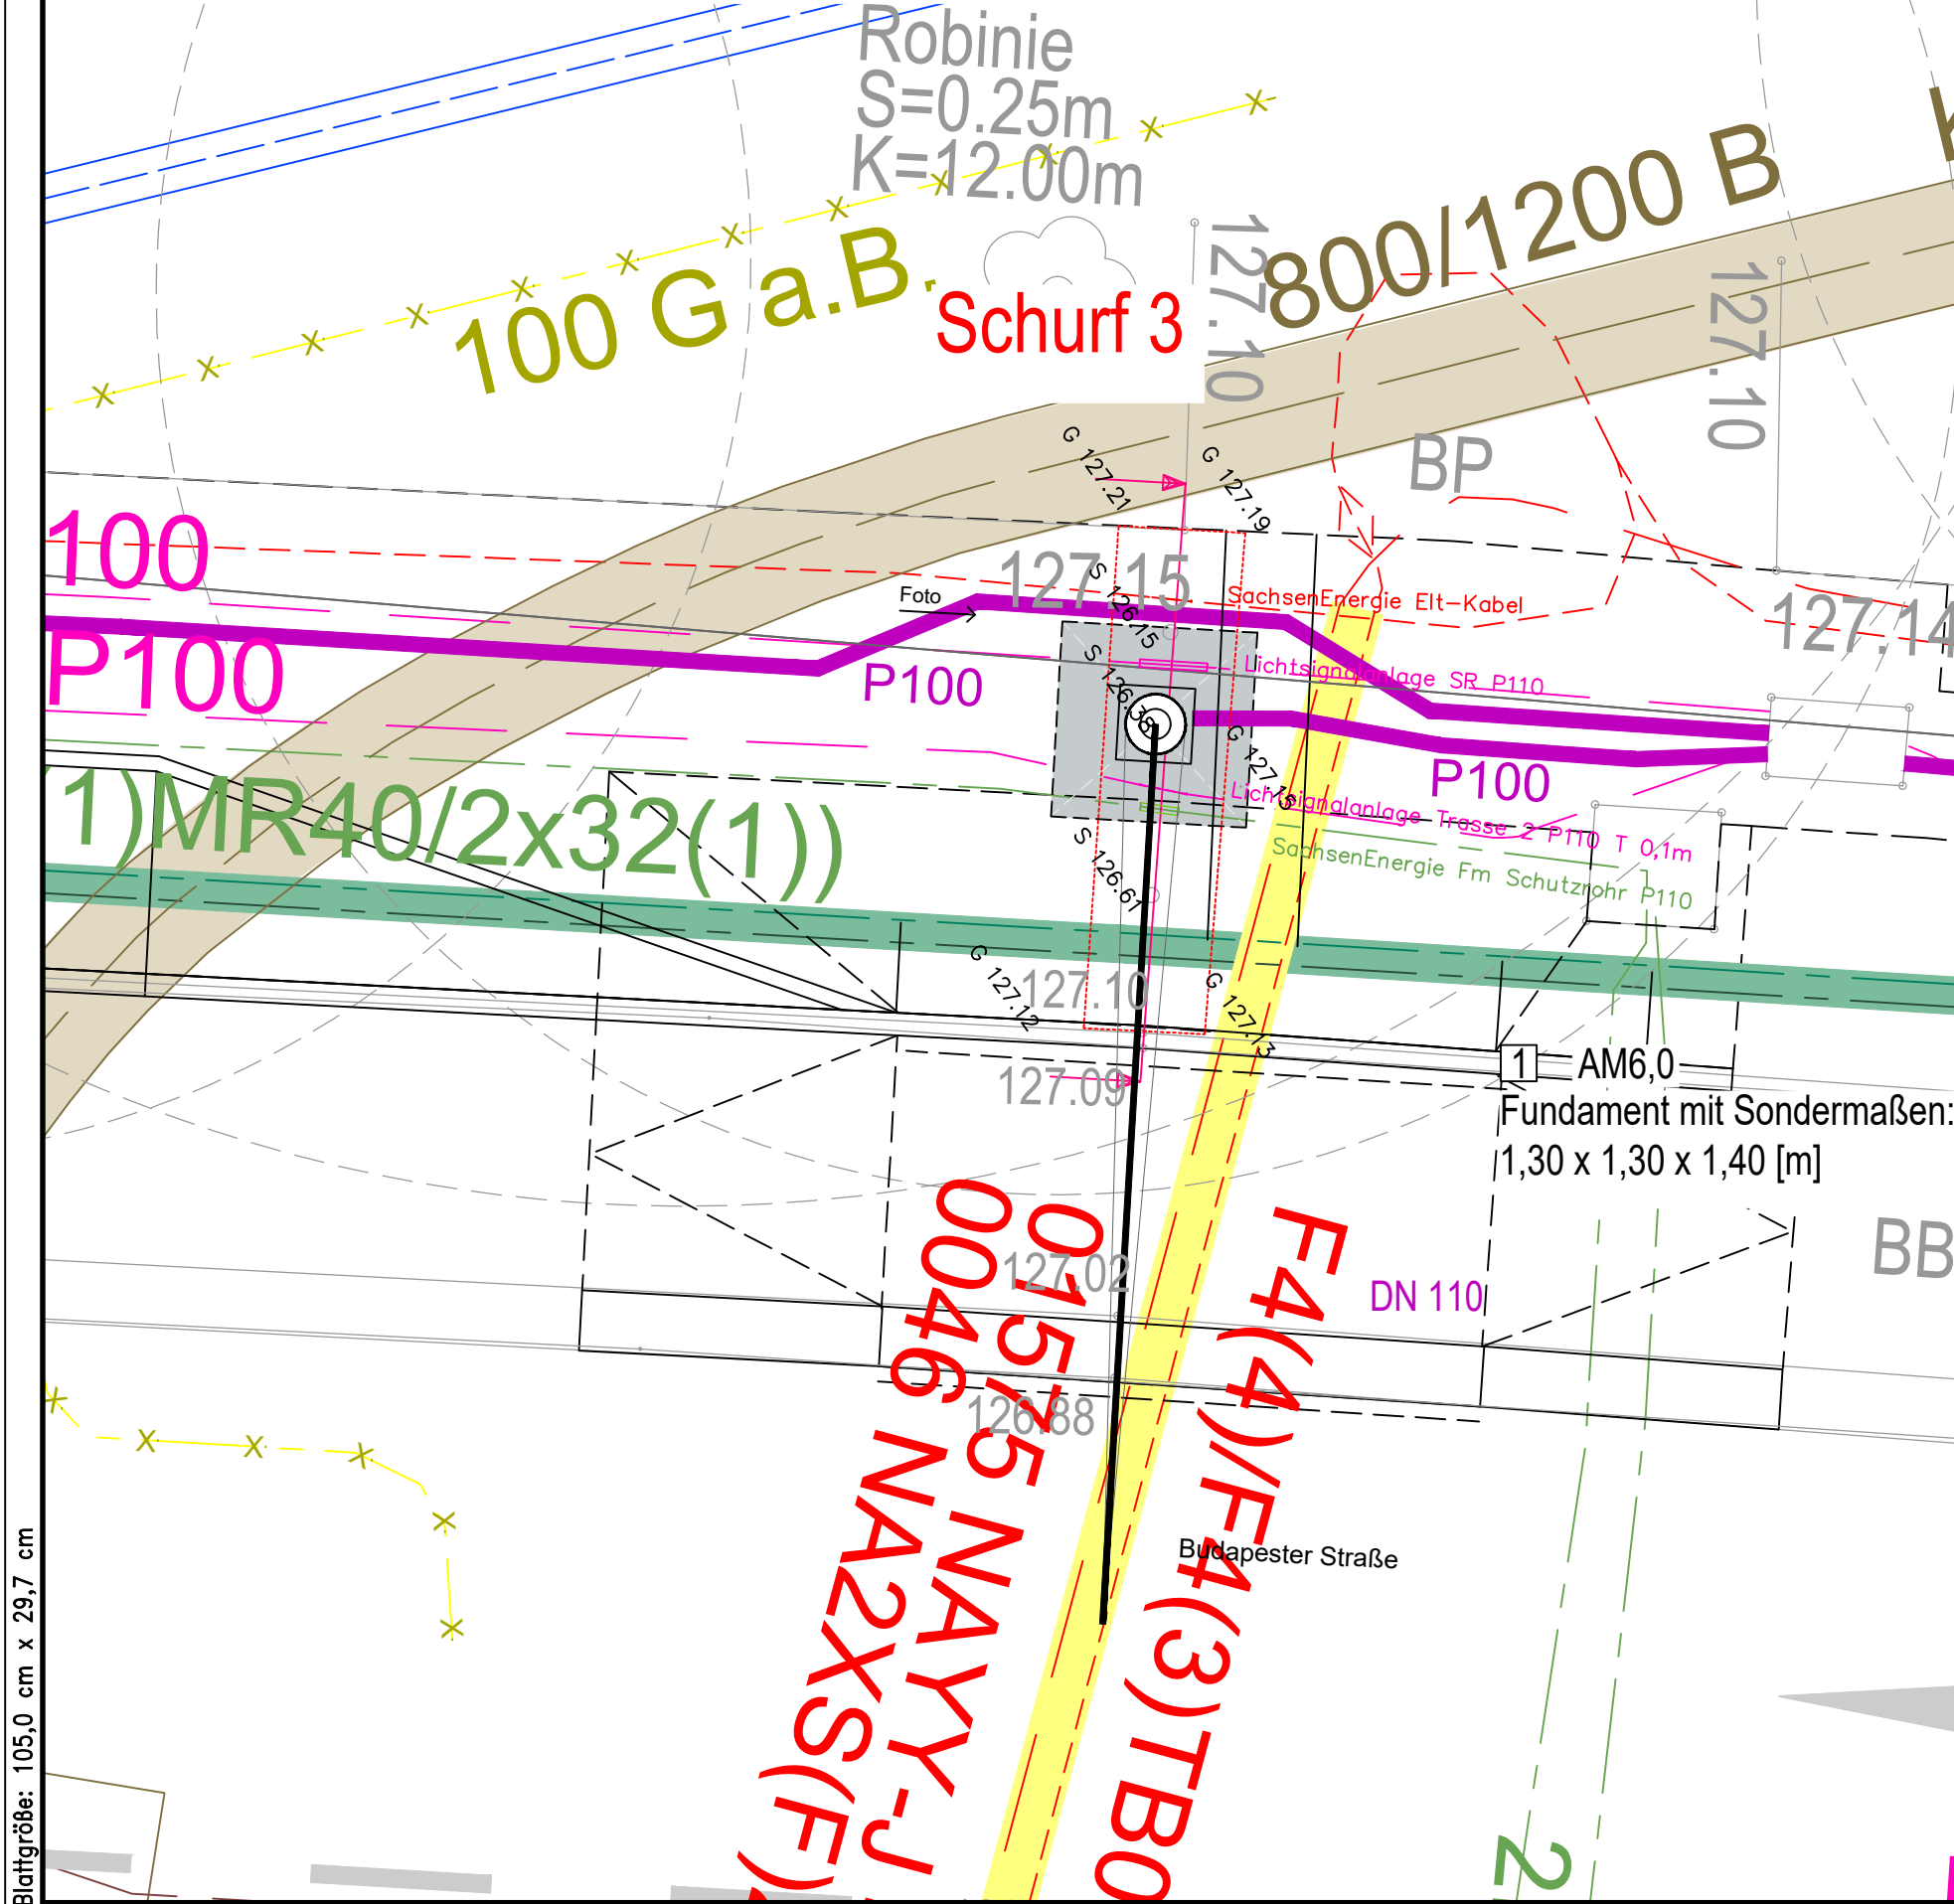 Robinie
S=0.25m
K=12.00m
800/1200 B
127.10
127.10
100 G a.B.
Schurf 3
G 127.21
G 127.19
BP
100
127.15
S 126.15
Foto
SachsenEnergie Elt-Kabel
127.14
P100
P100
S 126.38
Lichtsignalanlage SR P110
G 127.15
P100
Lichtsignalanlage Trasse 2 P110 T 0,1m
1)MR40/2x32(1))
SachsenEnergie Fm Schutzrohr P110
S 126.61
G 127.12
127.10
G 127.13
1 AM6,0
127.09
Fundament mit Sondermaßen:
1,30 x 1,30 x 1,40 [m]
BB
127.02
DN 110
126.88
01575 NAYY-J
0046 NA2XS(F)
F4(4)/F4(3)TB0
Budapester Straße
2
Blattgröße: 105,0 cm x 29,7 cm